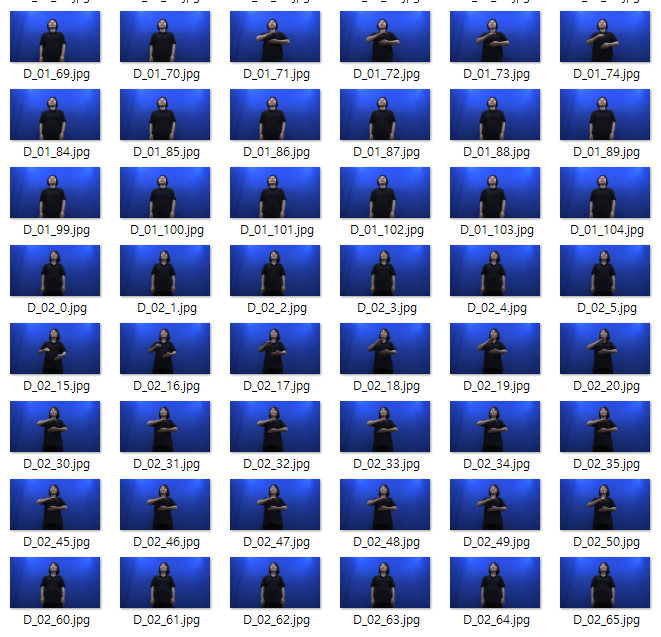 D_01_69.jpg D_01_70.jpg D_01_71.jpg D_01_72.jpg D_01_73.jpg D_01_74.jpg
D_01_84.jpg D_01_85.jpg D_01_86.jpg D_01_87.jpg D_01_88.jpg D_01_89.jpg
D_01_99.jpg D_01_100.jpg D_01_101.jpg D_01_102.jpg D_01_103.jpg D_01_104.jpg
D_02_0.jpg D_02_1.jpg D_02_2.jpg D_02_3.jpg D_02_4.jpg D_02_5.jpg
D_02_15.jpg D_02_16.jpg D_02_17.jpg D_02_18.jpg D_02_19.jpg D_02_20.jpg
D_02_30.jpg D_02_31.jpg D_02_32.jpg D_02_33.jpg D_02_34.jpg D_02_35.jpg
D_02_45.jpg D_02_46.jpg D_02_47.jpg D_02_48.jpg D_02_49.jpg D_02_50.jpg
D_02_60.jpg D_02_61.jpg D_02_62.jpg D_02_63.jpg D_02_64.jpg D_02_65.jpg